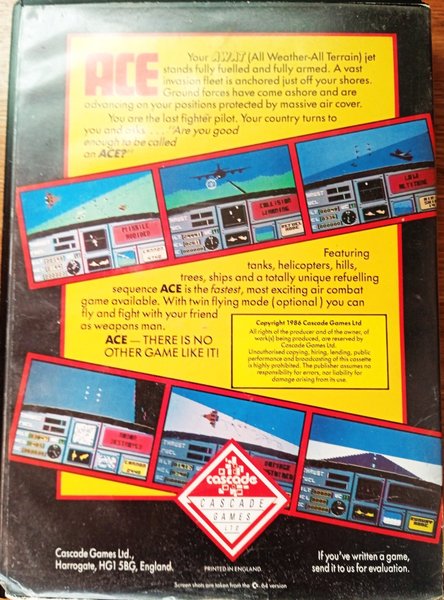 ACE
Your AWAT (All Weather-All Terrain) jet
stands fully fuelled and fully armed. A vast
invasion fleet is anchored just off your shores.
Ground forces have come ashore and are
advancing on your positions protected by massive air cover.
You are the last fighter pilot. Your country turns to
you and asks . . . "Are you good
enough to be called
an ACE?"
MISSILE
AVOIDED
COLLISION
WARNING
LOW
ALTITUDE
Featuring
tanks, helicopters, hills,
trees, ships and a totally unique refuelling
sequence ACE is the fastest, most exciting air combat
game available. With twin flying mode (optional) you can
fly and fight with your friend
as weapons man.
ACE — THERE IS NO
OTHER GAME LIKE IT!
Copyright 1986 Cascade Games Ltd
All rights of the producer and of the owner, of
work(s) being produced, are reserved by
Cascade Games Ltd.
Unauthorised copying, hiring, lending, public
performance and broadcasting of this cassette
is highly prohibited. The publisher assumes no
responsibility for errors, nor liability for
damage arising from its use.
THRUST
cascade
CASCADE
GAMES
LTD
Cascade Games Ltd.,
Harrogate, HG1 5BG, England.
PRINTED IN ENGLAND.
If you've written a game,
send it to us for evaluation.
Screen shots are taken from the 64 version